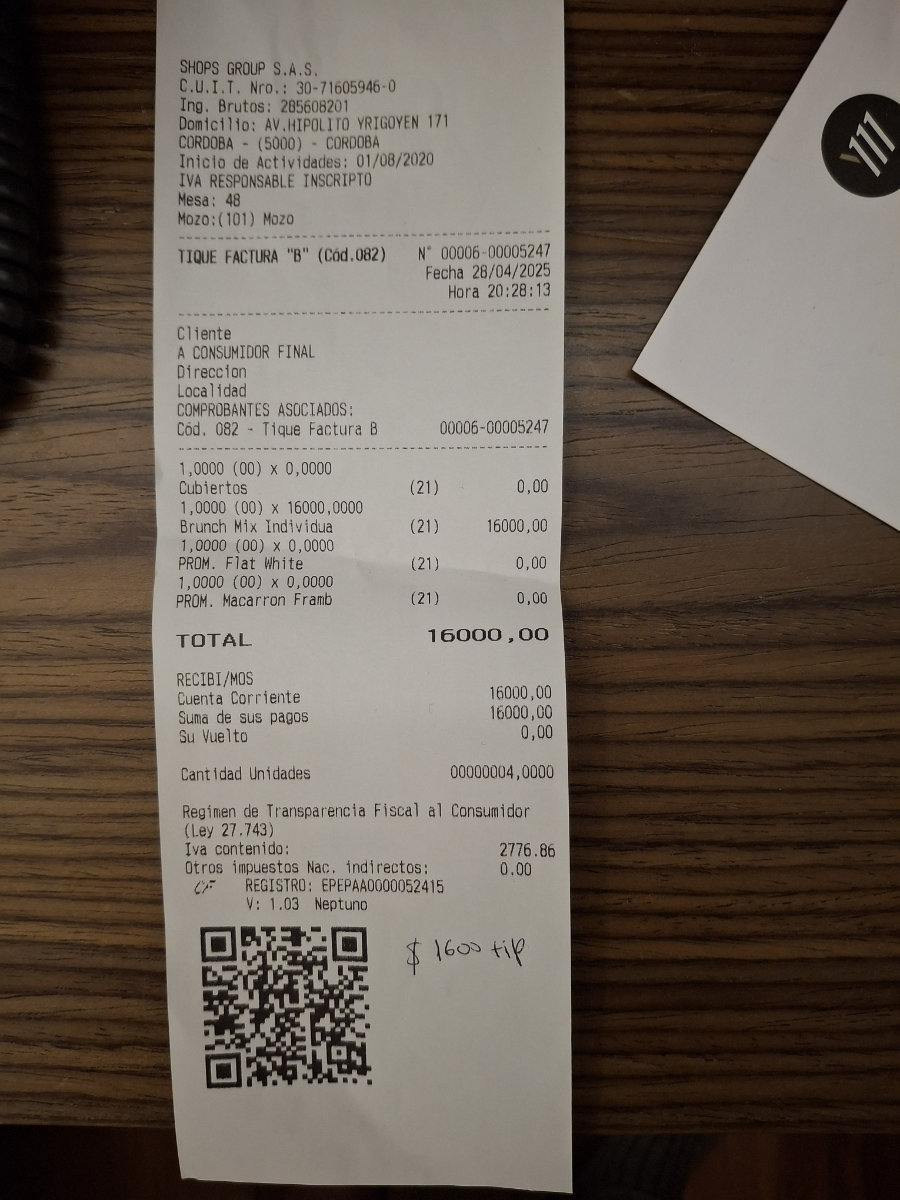 SHOPS GROUP S.A.S.
C.U.I.T. Nro.: 30-71605946-0
Ing. Brutos: 285608201
Domicilio: AV.HIPOLITO YRIGOYEN 171
CORDOBA - (5000) - CORDOBA
Inicio de Actividades: 01/08/2020
IVA RESPONSABLE INSCRIPTO
Mesa: 48
Mozo:(101) Mozo
TIQUE FACTURA "B" (Cód.082) N° 00006-00005247
Fecha 28/04/2025
Hora 20:28:13
Cliente
A CONSUMIDOR FINAL
Direccion
Localidad
COMPROBANTES ASOCIADOS:
Cód. 082 - Tique Factura B 00006-00005247
1,0000 (00) x 0,0000
Cubiertos (21) 0,00
1,0000 (00) x 16000,0000
Brunch Mix Individua (21) 16000,00
1,0000 (00) x 0,0000
PROM. Flat White (21) 0,00
1,0000 (00) x 0,0000
PROM. Macarron Framb (21) 0,00
TOTAL 16000,00
RECIBI/MOS
Cuenta Corriente 16000,00
Suma de sus pagos 16000,00
Su Vuelto 0,00
Cantidad Unidades 00000004,0000
Regimen de Transparencia Fiscal al Consumidor
(Ley 27.743)
Iva contenido: 2776.86
Otros impuestos Nac. indirectos: 0.00
CF REGISTRO: EPEPAA0000052415
V: 1.03 Neptuno
$ 1600 tip